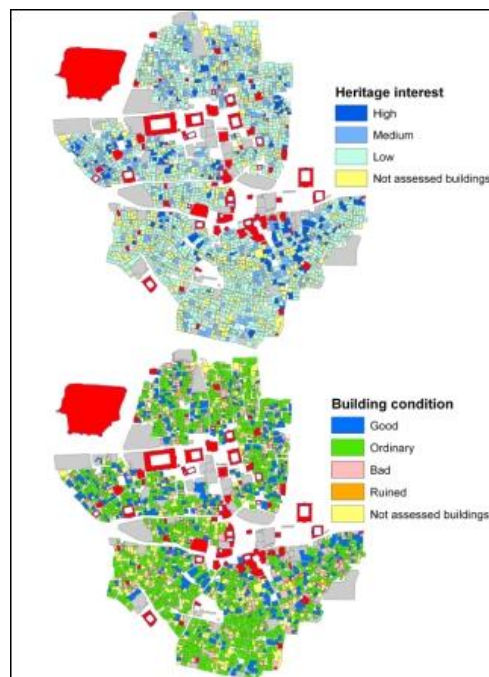 Heritage interest
High
Medium
Low
Not assessed buildings
Building condition
Good
Ordinary
Bad
Ruined
Not assessed buildings